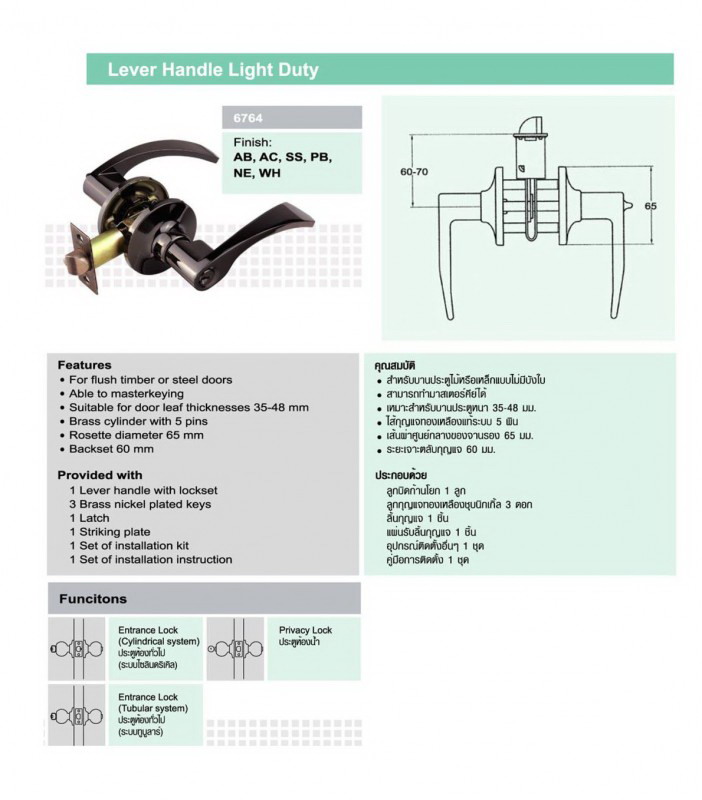 Lever Handle Light Duty
6764
Finish:
AB, AC, SS, PB,
NE, WH
60-70
65
Features
• For flush timber or steel doors
• Able to masterkeying
• Suitable for door leaf thicknesses 35-48 mm
• Brass cylinder with 5 pins
• Rosette diameter 65 mm
• Backset 60 mm
Provided with
1 Lever handle with lockset
3 Brass nickel plated keys
1 Latch
1 Striking plate
1 Set of installation kit
1 Set of installation instruction
คุณสมบัติ
• สำหรับบานประตูไม้หรือเหล็กแบบไม่มีบังใบ
• สามารถทำมาสเตอร์คีย์ได้
• เหมาะสำหรับบานประตูหนา 35-48 มม.
• ไส้กุญแจทองเหลืองแท้ระบบ 5 พิน
• เส้นผ่าศูนย์กลางของจานรอง 65 มม.
• ระยะเจาะตลับกุญแจ 60 มม.
ประกอบด้วย
ลูกบิดก้านโยก 1 ลูก
ลูกกุญแจทองเหลืองชุบนิกเกิ้ล 3 ดอก
ลิ้นกุญแจ 1 ชิ้น
แผ่นรับลิ้นกุญแจ 1 ชิ้น
อุปกรณ์ติดตั้งอื่นๆ 1 ชุด
คู่มือการติดตั้ง 1 ชุด
Funcitons
Entrance Lock
(Cylindrical system)
ประตูห้องทั่วไป
(ระบบไซลินดริเคิล)
Privacy Lock
ประตูห้องน้ำ
Entrance Lock
(Tubular system)
ประตูห้องทั่วไป
(ระบบทูบูลาร์)